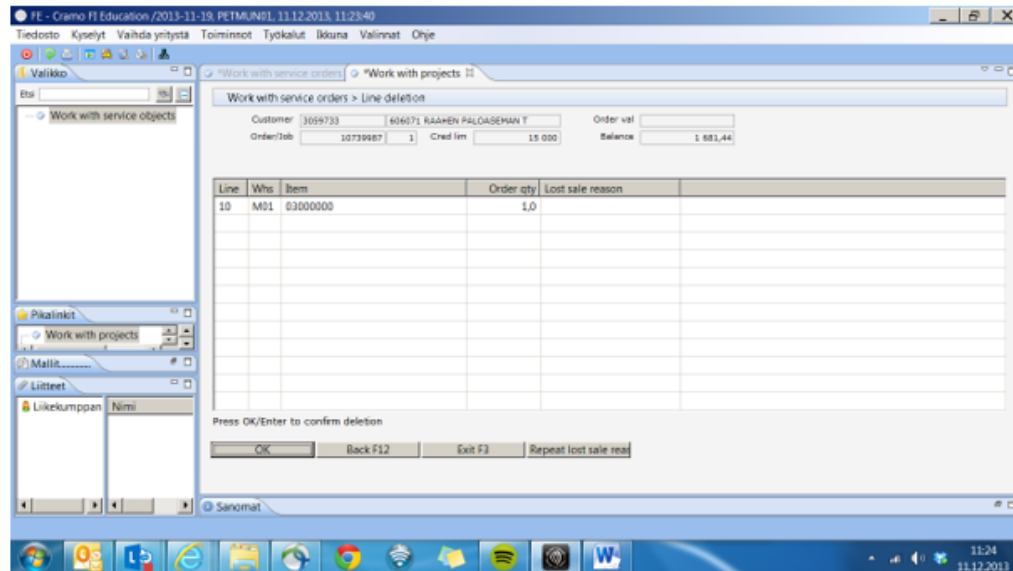 FE - Cramo FI Education /2013-11-19, PETMUN01, 11.12.2013, 11:23:40
Tiedosto Kyselyt Vaihda yritystä Toiminnot Työkalut Ikkuna Valinnat Ohje
Valikko
*Work with service orders
*Work with projects
Etsi
Work with service objects
Work with service orders > Line deletion
Customer 3059733 606071 RAAHEN PALOASEMAN T Order val
Order/Job 10739987 1 Cred lim 15 000 Balance 1 681,44
Line Whs Item Order qty Lost sale reason
10 M01 03000000 1,0
Pikalinkit
Work with projects
Mallit
Liitteet
Liikekumppan Nimi
Press OK/Enter to confirm deletion
OK Back F12 Exit F3 Repeat lost sale reas
Sanomat
11:24
11.12.2013